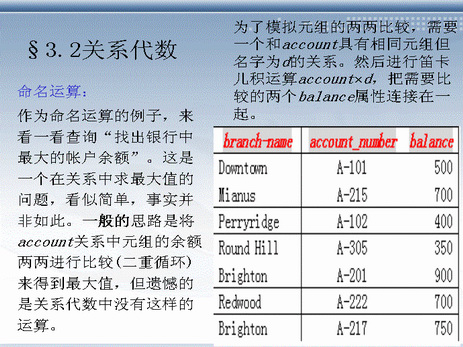 §3.2关系代数
命名运算：
作为命名运算的例子，来
看一看查询“找出银行中
最大的帐户余额”。这是
一个在关系中求最大值的
问题，看似简单，事实并
非如此。一般的思路是将
account关系中元组的余额
两两进行比较(二重循环)
来得到最大值，但遗憾的
是关系代数中没有这样的
运算。
为了模拟元组的两两比较，需要
一个和account具有相同元组但
名字为d的关系。然后进行笛卡
儿积运算account×d，把需要比
较的两个balance属性连接在一
起。
branch-name account_number balance
Downtown A-101 500
Mianus A-215 700
Perryridge A-102 400
Round Hill A-305 350
Brighton A-201 900
Redwood A-222 700
Brighton A-217 750